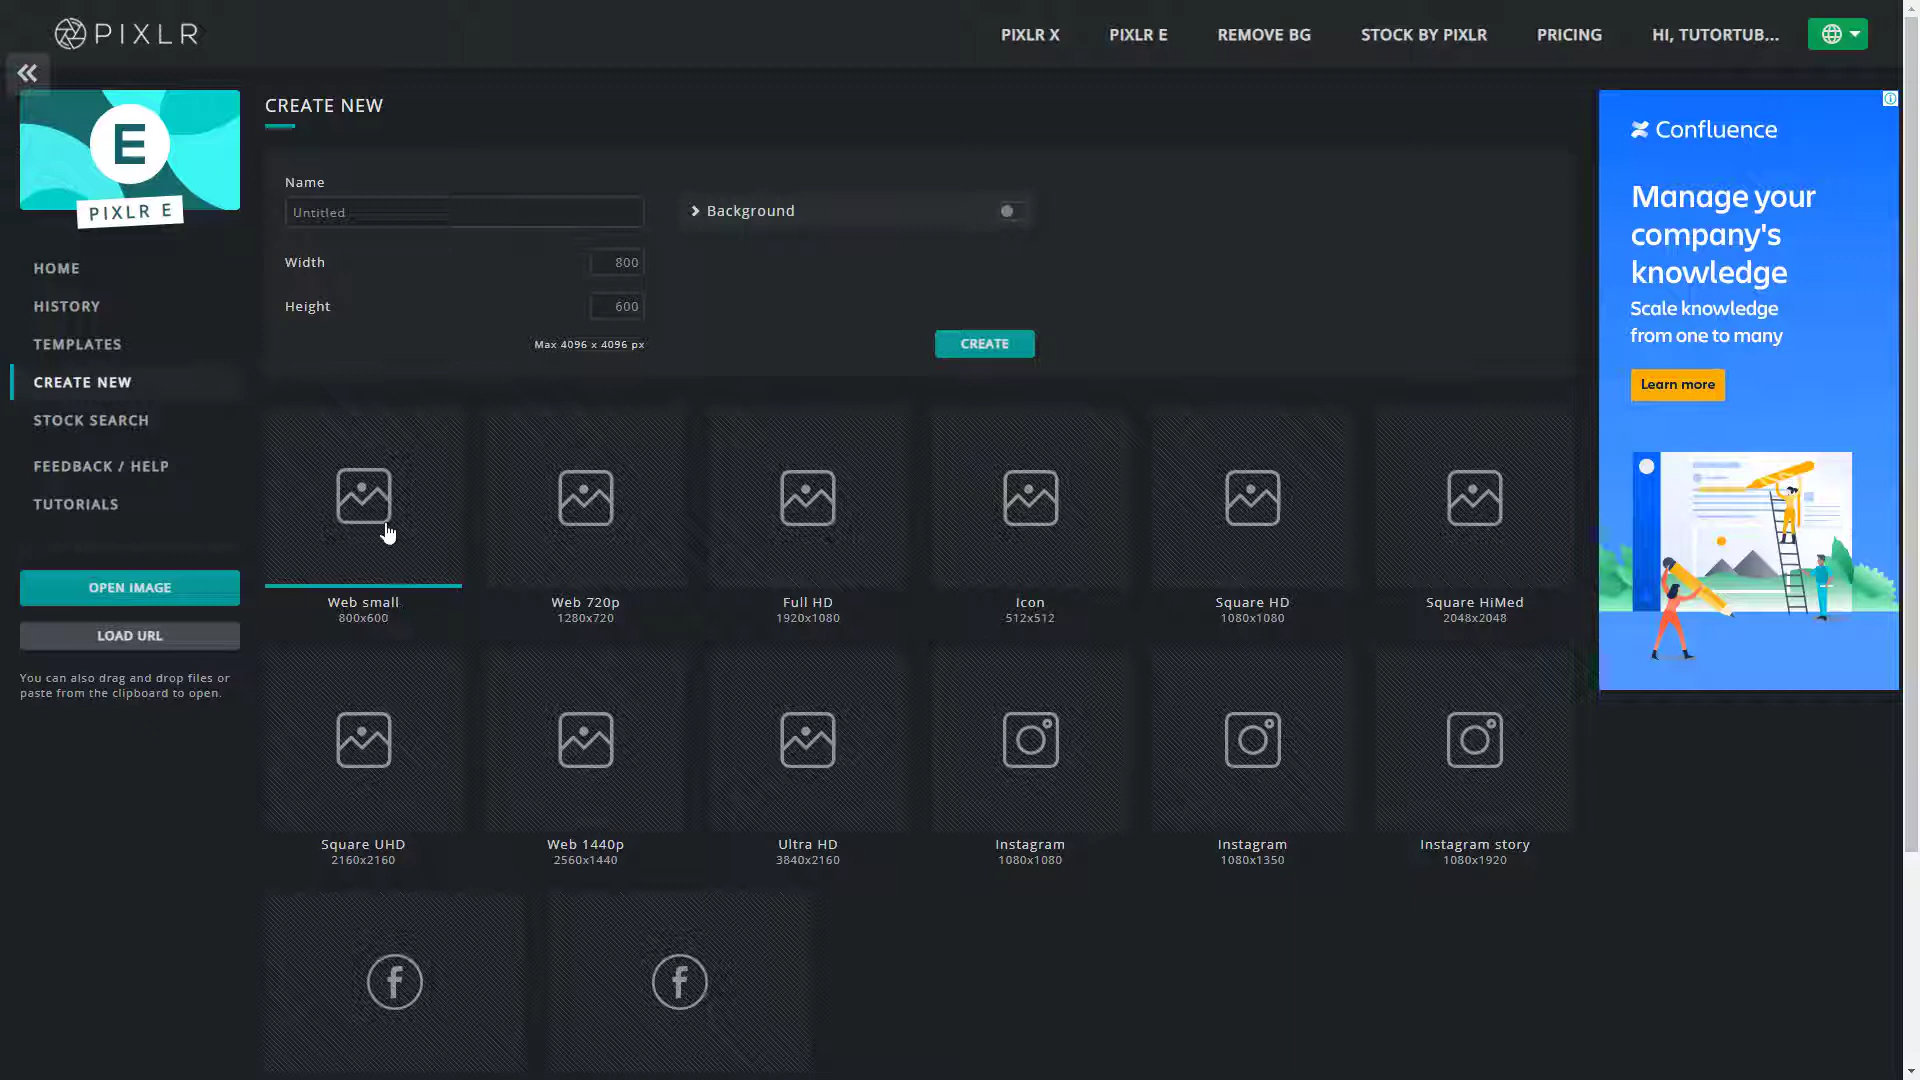 PIXLR
PIXLR X
PIXLR E
REMOVE BG
STOCK BY PIXLR
PRICING
HI, TUTORTUB...
E
PIXLR E
HOME
HISTORY
TEMPLATES
CREATE NEW
STOCK SEARCH
FEEDBACK / HELP
TUTORIALS
OPEN IMAGE
LOAD URL
You can also drag and drop files or
paste from the clipboard to open.
CREATE NEW
Name
Untitled
Width
800
Height
600
Max 4096 x 4096 px
Background
CREATE
Web small
800x600
Web 720p
1280x720
Full HD
1920x1080
Icon
512x512
Square HD
1080x1080
Square HiMed
2048x2048
Square UHD
2160x2160
Web 1440p
2560x1440
Ultra HD
3840x2160
Instagram
1080x1080
Instagram
1080x1350
Instagram story
1080x1920
Confluence
Manage your
company's
knowledge
Scale knowledge
from one to many
Learn more